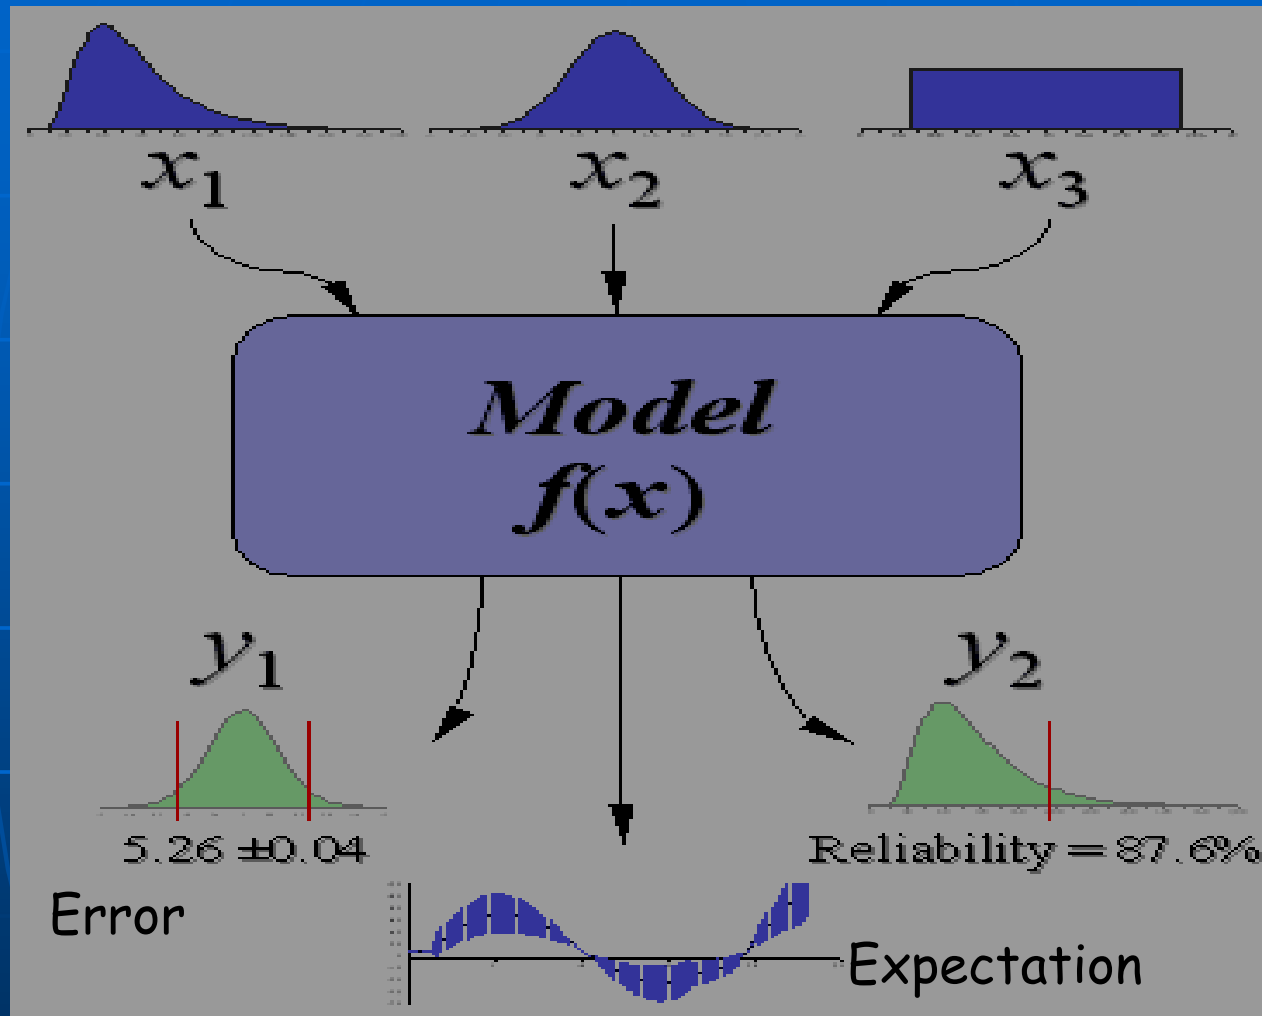 x1
x2
x3
Model
f(x)
y1
y2
5.26 ±0.04
Reliability = 87.6%
Error
Expectation